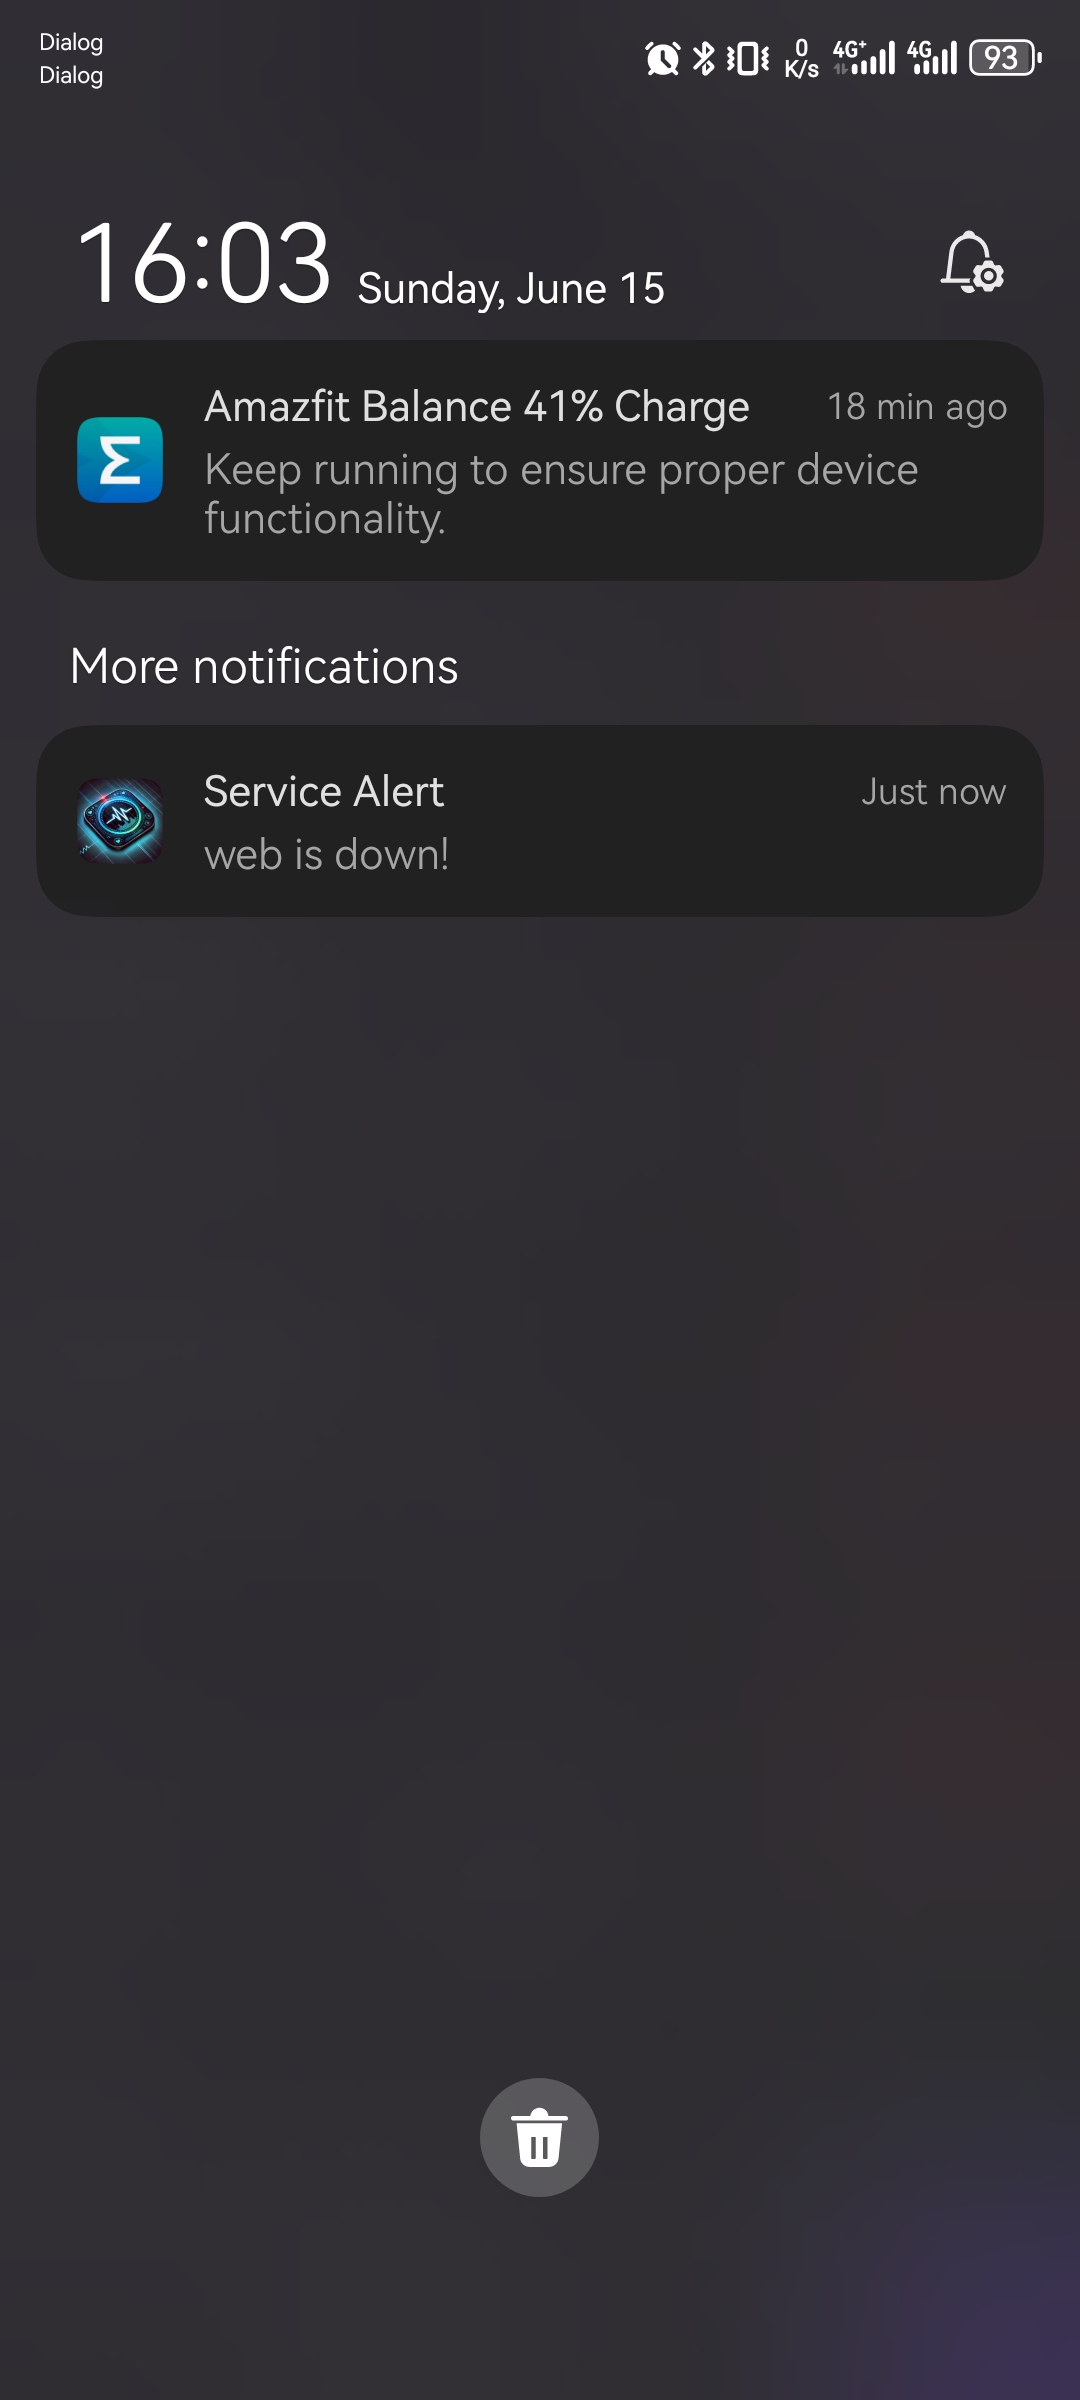 Dialog
Dialog
0
K/s
4G+
4G
93
16:03 Sunday, June 15
Amazfit Balance 41% Charge 18 min ago
Keep running to ensure proper device
functionality.
More notifications
Service Alert Just now
web is down!